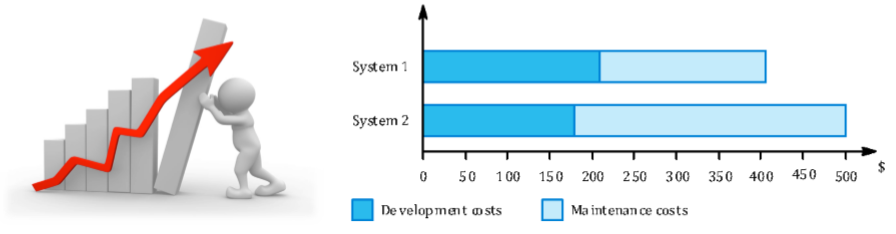 System 1
System 2
0 50 100 150 200 250 300 350 400 450 500 $
Development costs Maintenance costs